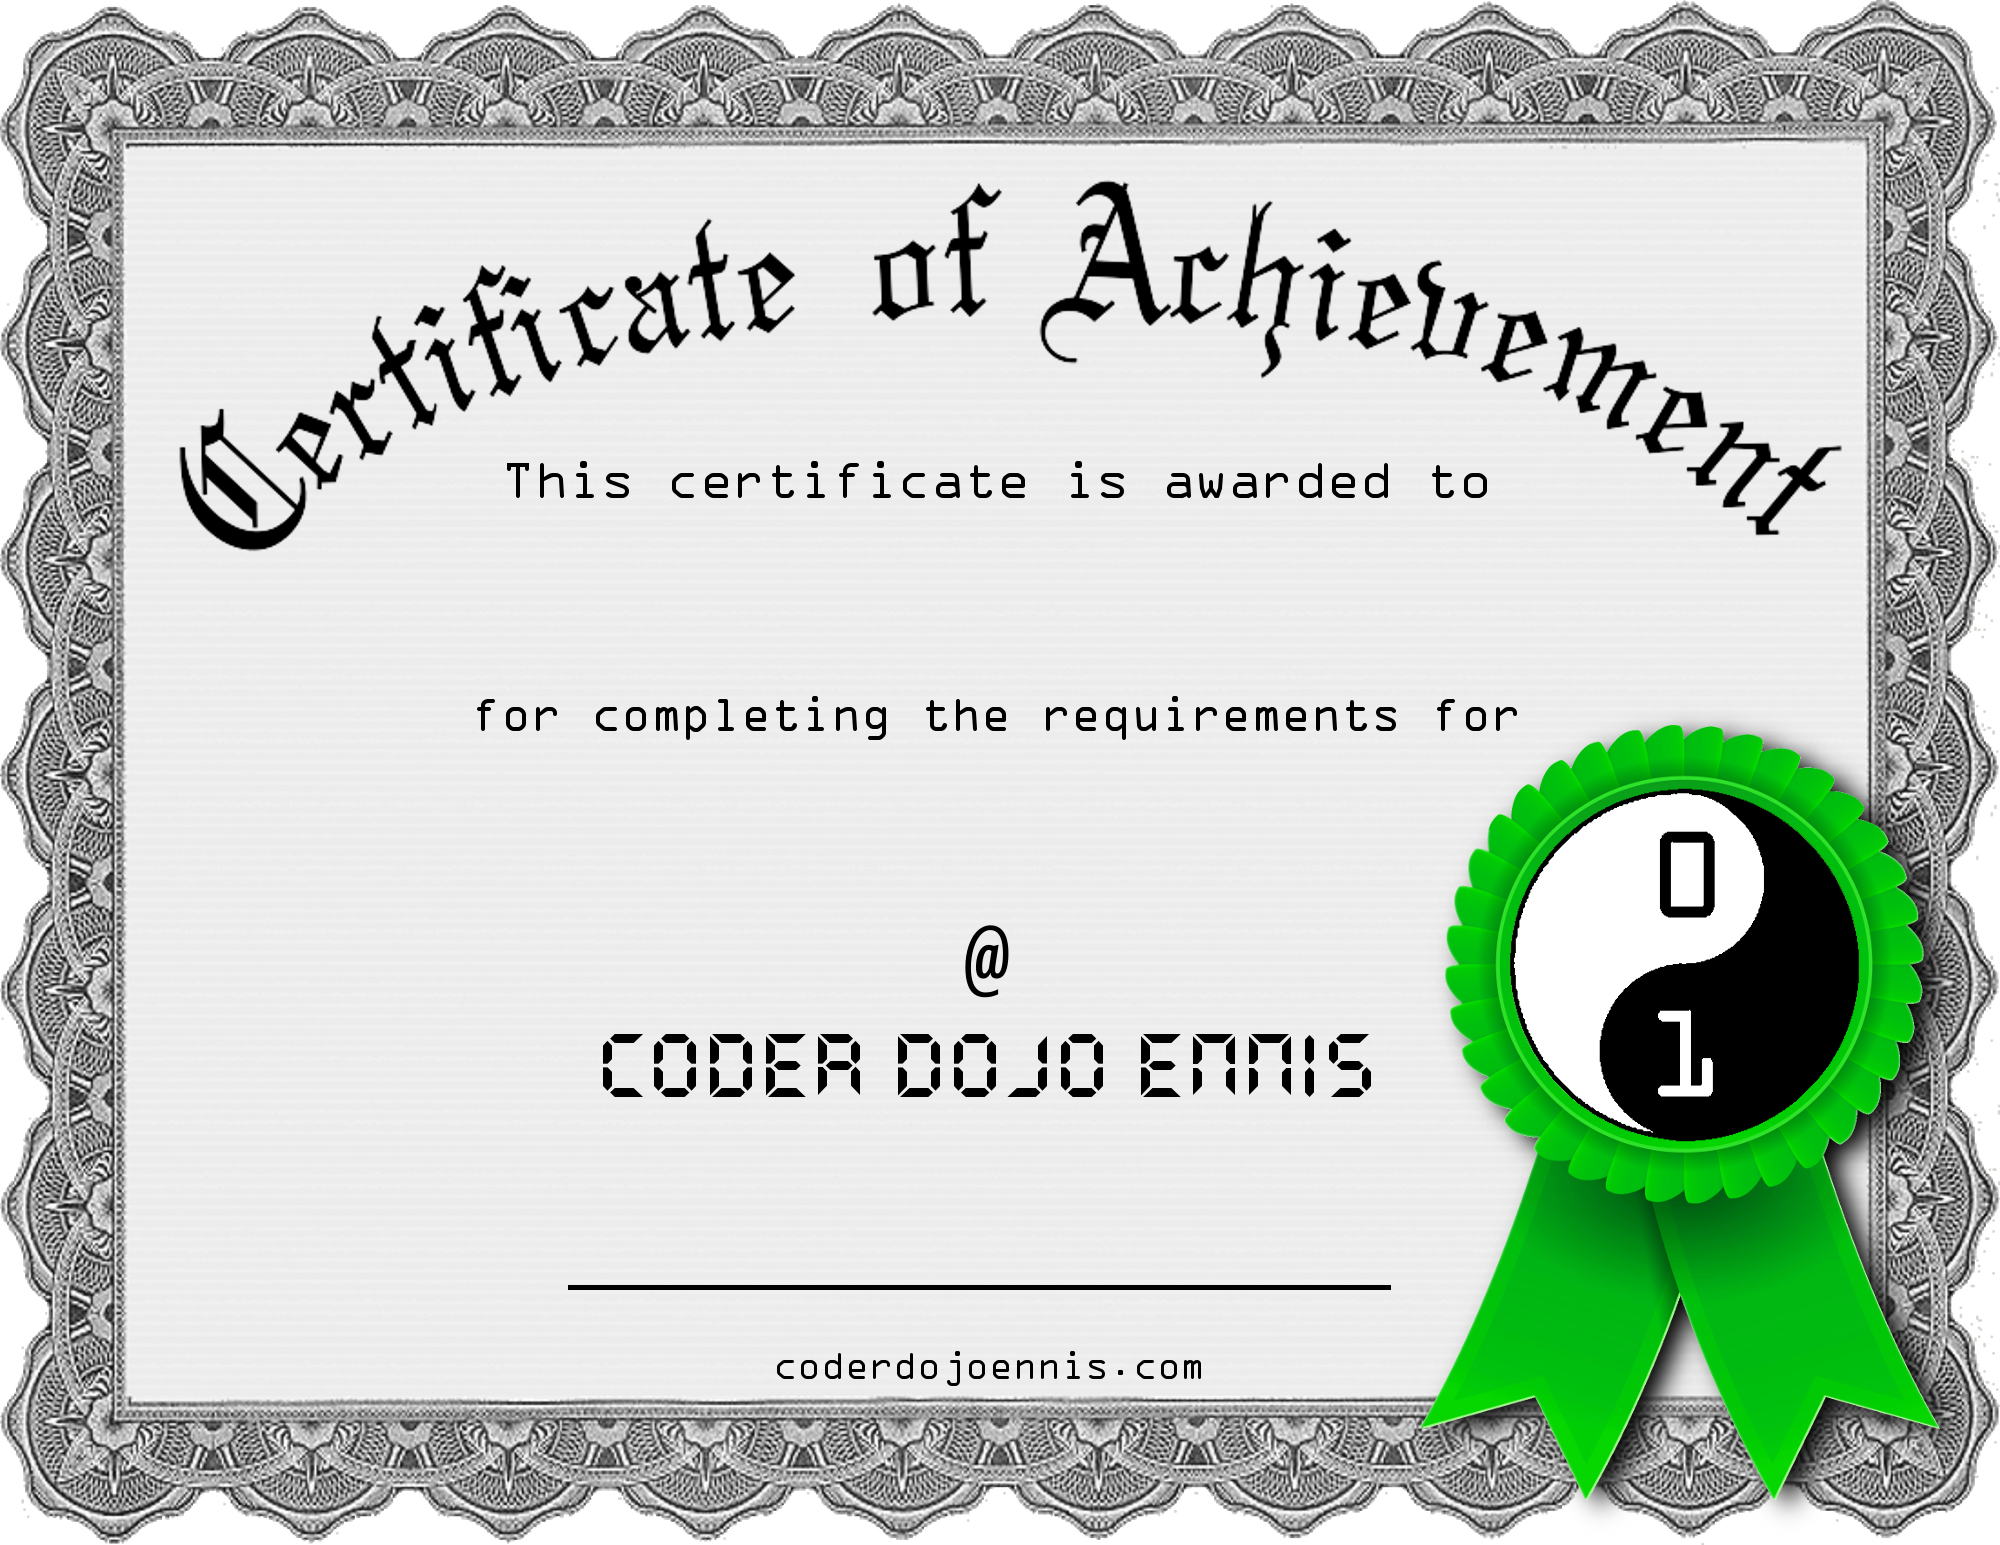 Certificate of Achievement
This certificate is awarded to
for completing the requirements for
@
CODER DOJO ENNIS
0
1
coderdojoennis.com